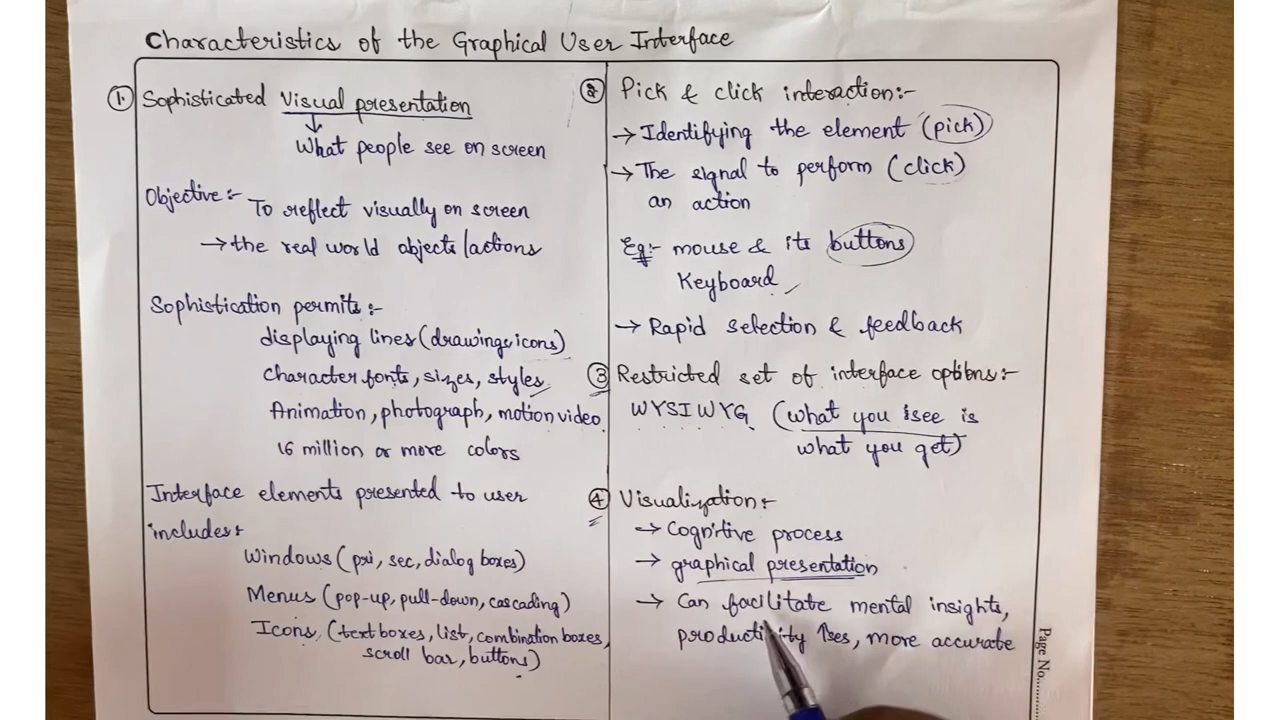 Characteristics of the Graphical User Interface
1. Sophisticated Visual presentation
↓
What people see on screen
Objective:- To reflect visually on screen
→ the real world objects/actions
Sophistication permits:-
displaying lines (drawings, icons)
Character fonts, sizes, styles
Animation, photograph, motion video
16 million or more colors
Interface elements presented to user
includes:-
Windows (pri, sec, dialog boxes)
Menus (pop-up, pull-down, cascading)
Icons, (text boxes, list, combination boxes,
scroll bar, buttons)
2. Pick & click interaction:-
→ Identifying the element (pick)
→ The signal to perform (click)
an action
Eg:- mouse & its buttons
Keyboard
→ Rapid selection & feedback
3 Restricted set of interface options:-
WYSIWYG (what you see is
what you get)
4 Visualization:-
→ Cognitive process
→ graphical presentation
→ Can facilitate mental insights,
productivity ↑ses, more accurate
Page No..........